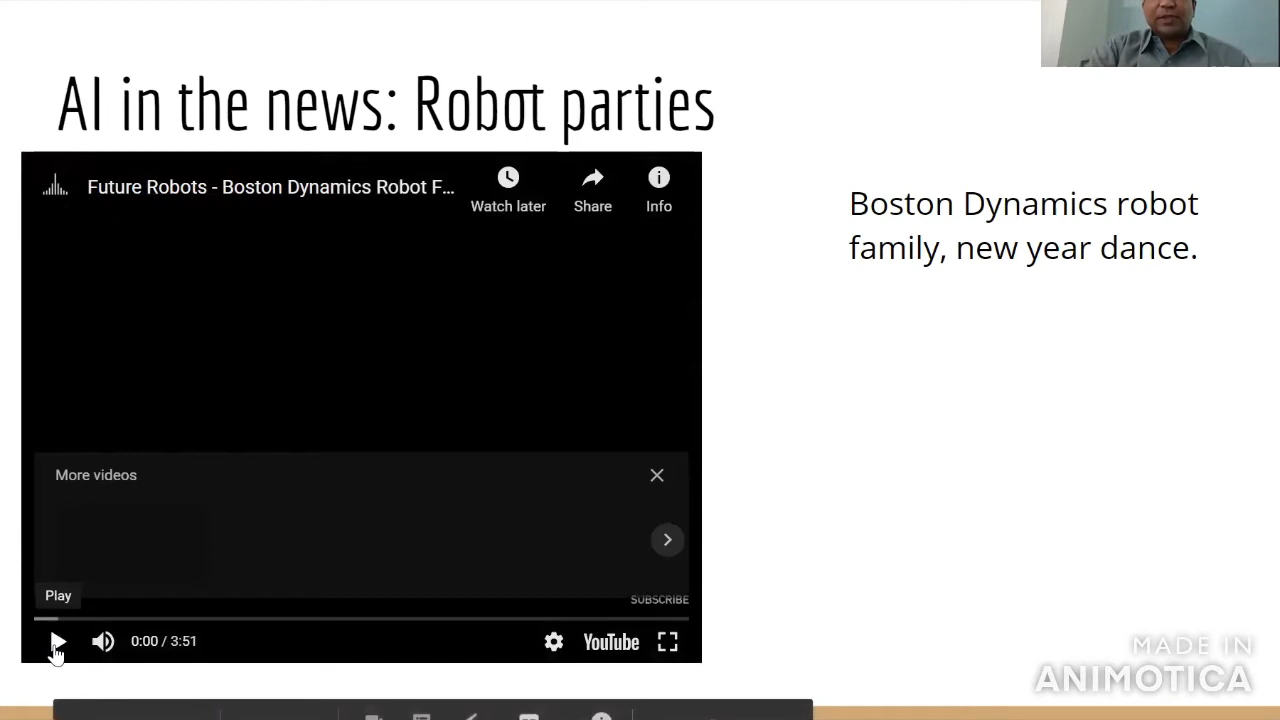 AI in the news: Robot parties
Future Robots - Boston Dynamics Robot F...
Watch later
Share
Info
Boston Dynamics robot
family, new year dance.
More videos
Play
SUBSCRIBE
0:00 / 3:51
YouTube
MADE IN
ANIMOTICA